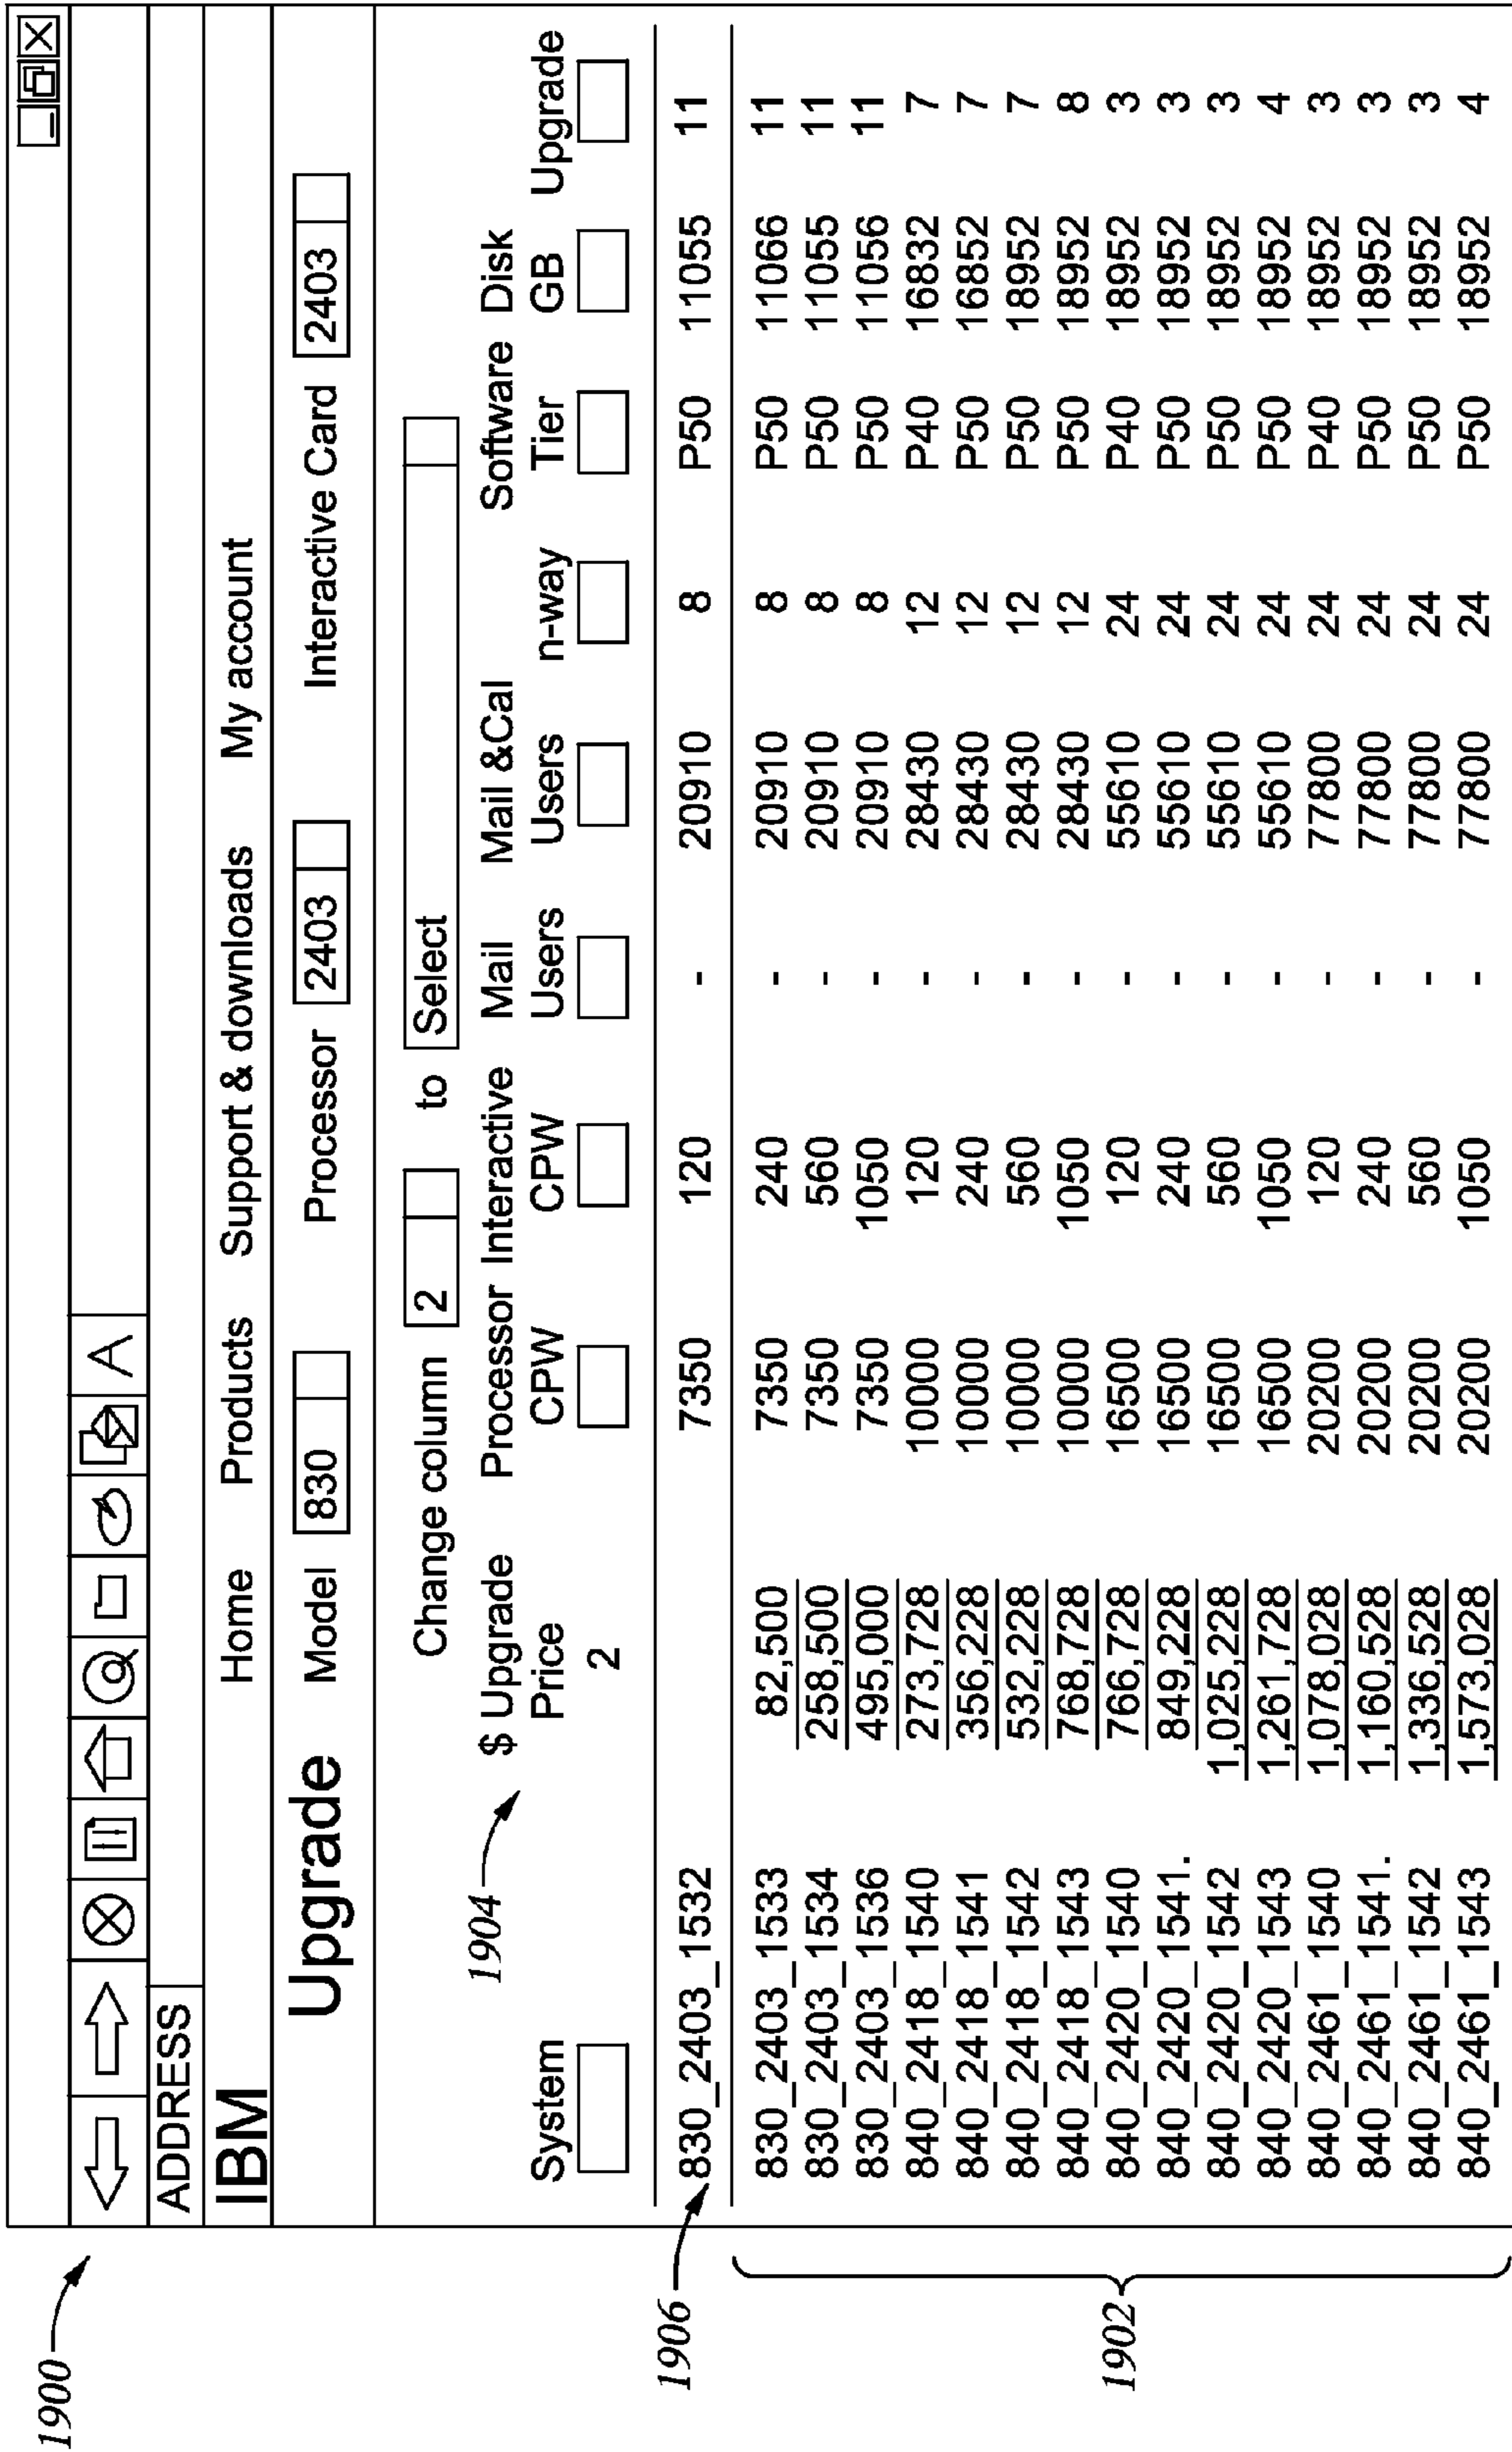 1900
ADDRESS
IBM Home Products Support & downloads My account
Upgrade Model 830 Processor 2403 Interactive Card 2403
Change column 2 to Select
1904
$ Upgrade Processor Interactive Mail Mail &Cal Software Disk
System Price CPW CPW Users Users n-way Tier GB Upgrade
2
1906
830_2403_1532 7350 120 - 20910 8 P50 11055 11
830_2403_1533 82,500 7350 240 - 20910 8 P50 11066 11
830_2403_1534 258,500 7350 560 - 20910 8 P50 11055 11
830_2403_1536 495,000 7350 1050 - 20910 8 P50 11056 11
840_2418_1540 273,728 10000 120 - 28430 12 P40 16832 7
840_2418_1541 356,228 10000 240 - 28430 12 P50 16852 7
840_2418_1542 532,228 10000 560 - 28430 12 P50 18952 7
840_2418_1543 768,728 10000 1050 - 28430 12 P50 18952 8
840_2420_1540 766,728 16500 120 - 55610 24 P40 18952 3
840_2420_1541. 849,228 16500 240 - 55610 24 P50 18952 3
840_2420_1542 1,025,228 16500 560 - 55610 24 P50 18952 3
840_2420_1543 1,261,728 16500 1050 - 55610 24 P50 18952 4
840_2461_1540 1,078,028 20200 120 - 77800 24 P40 18952 3
840_2461_1541. 1,160,528 20200 240 - 77800 24 P50 18952 3
840_2461_1542 1,336,528 20200 560 - 77800 24 P50 18952 3
840_2461_1543 1,573,028 20200 1050 - 77800 24 P50 18952 4
1902